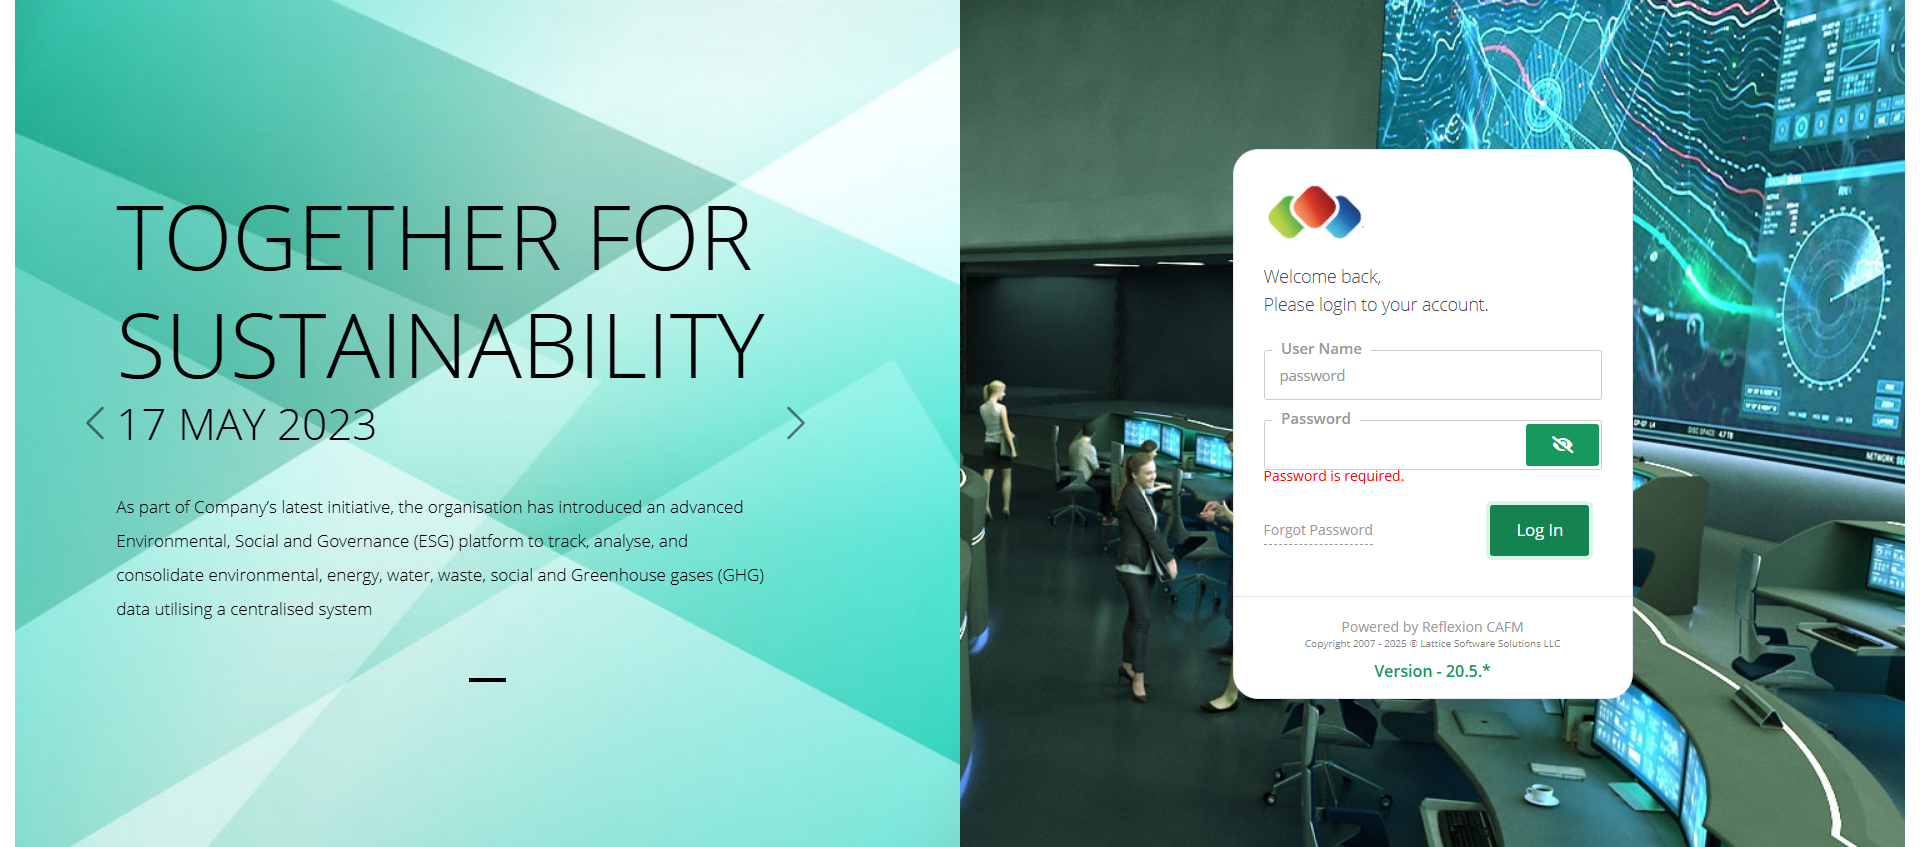 TOGETHER FOR
SUSTAINABILITY
17 MAY 2023
As part of Company’s latest initiative, the organisation has introduced an advanced
Environmental, Social and Governance (ESG) platform to track, analyse, and
consolidate environmental, energy, water, waste, social and Greenhouse gases (GHG)
data utilising a centralised system
Welcome back,
Please login to your account.
User Name
password
Password
Password is required.
Forgot Password
Log In
Powered by Reflexion CAFM
Copyright 2007 - 2025 © Lattice Software Solutions LLC
Version - 20.5.*